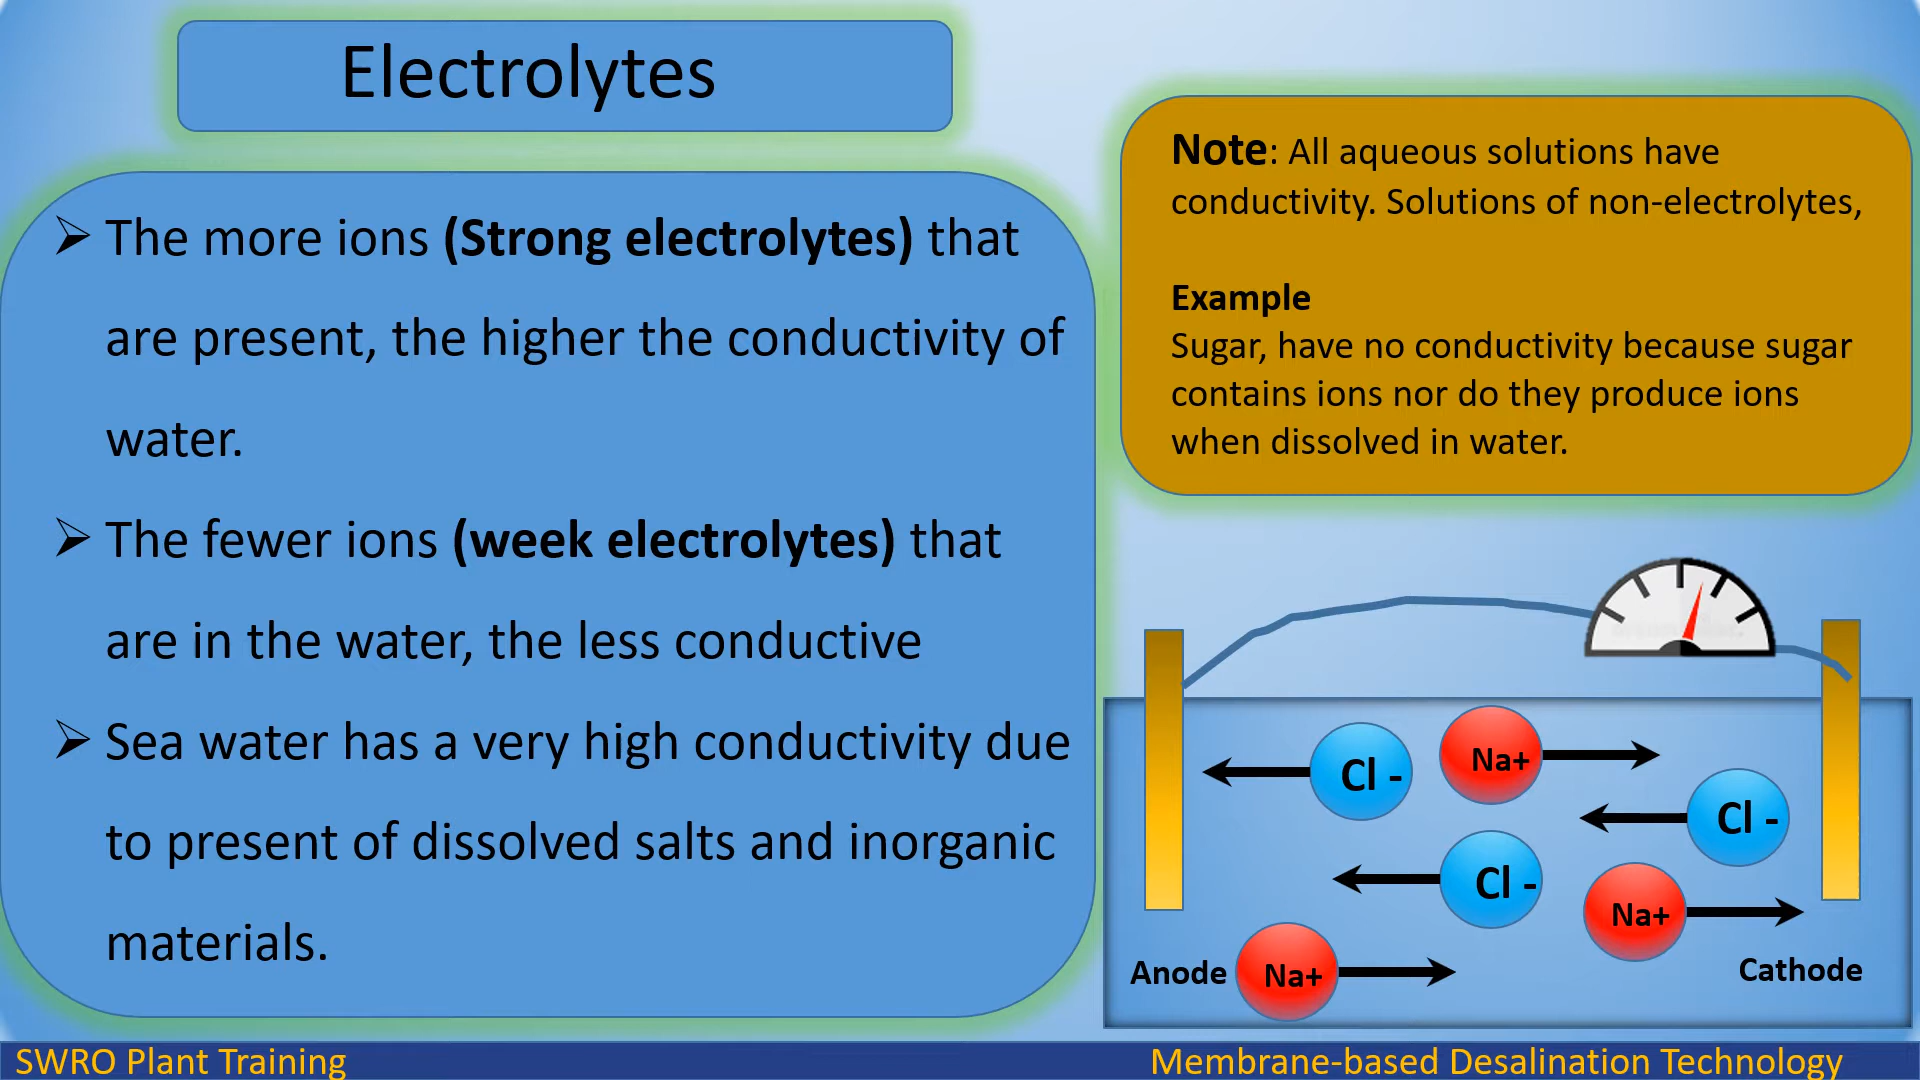 Electrolytes
The more ions (Strong electrolytes) that
are present, the higher the conductivity of
water.
The fewer ions (week electrolytes) that
are in the water, the less conductive
Sea water has a very high conductivity due
to present of dissolved salts and inorganic
materials.
Note: All aqueous solutions have
conductivity. Solutions of non-electrolytes,
Example
Sugar, have no conductivity because sugar
contains ions nor do they produce ions
when dissolved in water.
Cl -
Na+
Cl -
Cl -
Na+
Anode
Na+
Cathode
SWRO Plant Training
Membrane-based Desalination Technology